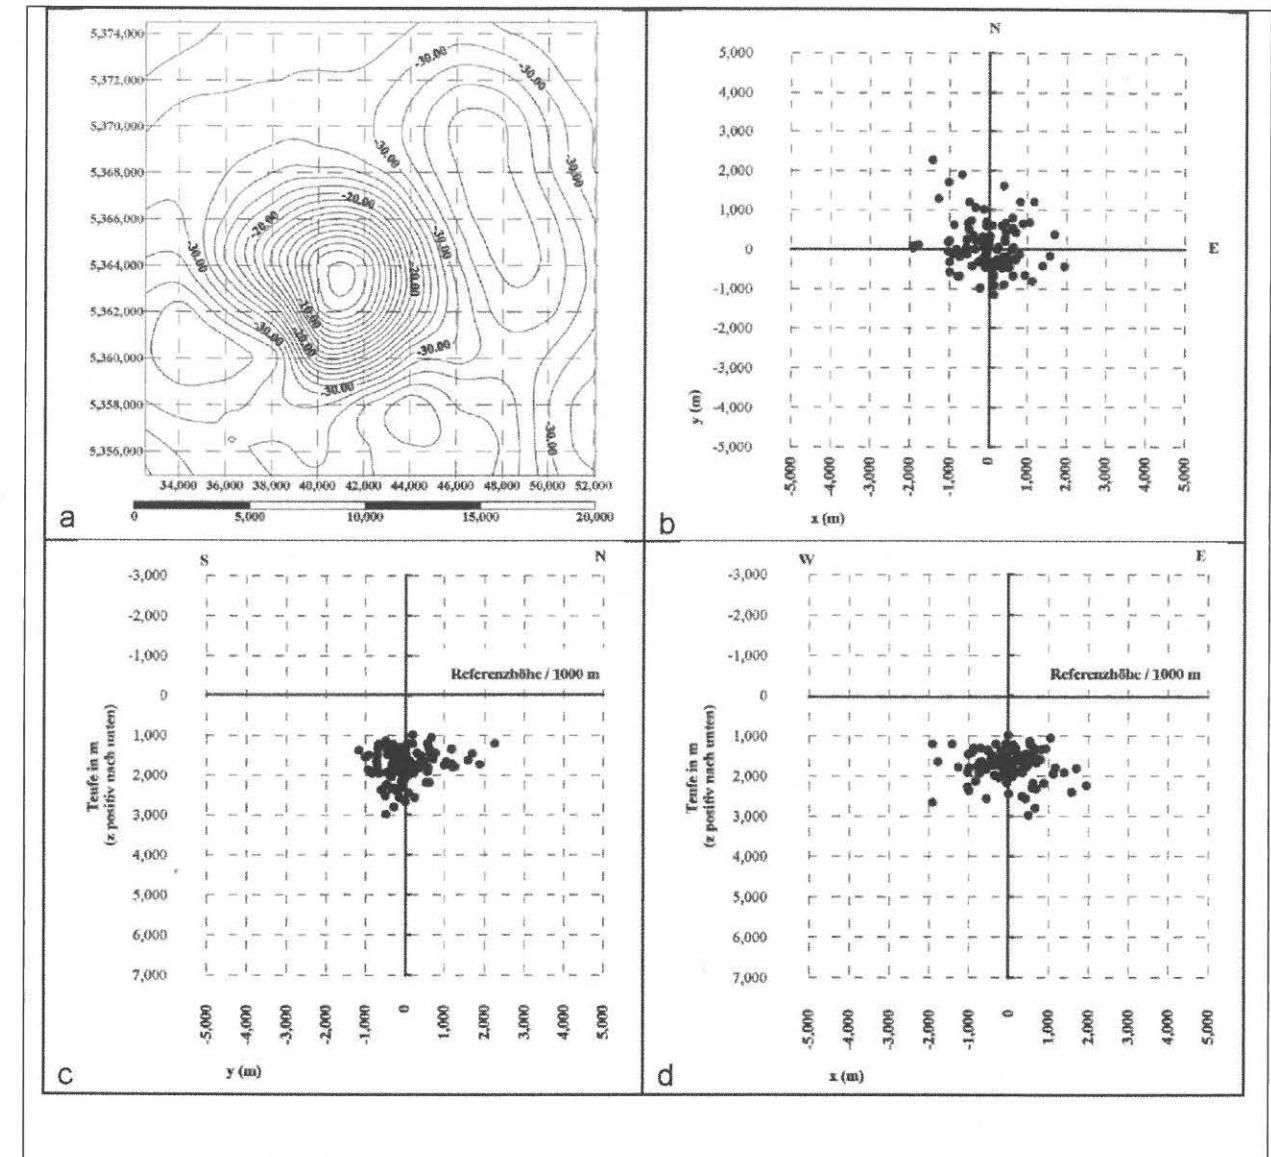 5,374,000
5,372,000
5,370,000
5,368,000
5,366,000
5,364,000
5,362,000
5,360,000
5,358,000
5,356,000
-30.00
-30.00
-30.00
-30.00
-20.00
-20.00
-30.00
-30.00
-20.00
-10.00
-30.00
-20.00
-30.00
-30.00
-30.00
34,000 36,000 38,000 40,000 42,000 44,000 46,000 48,000 50,000 52,000
0 5,000 10,000 15,000 20,000
a
N
5,000
4,000
3,000
2,000
1,000
0
E
-1,000
-2,000
-3,000
-4,000
-5,000
y (m)
-5,000 -4,000 -3,000 -2,000 -1,000 0 1,000 2,000 3,000 4,000 5,000
x (m)
b
S N
-3,000
-2,000
-1,000
Referenzhöhe / 1000 m
0
1,000
2,000
3,000
4,000
5,000
6,000
7,000
Teufe in m
(z positiv nach unten)
-5,000 -4,000 -3,000 -2,000 -1,000 0 1,000 2,000 3,000 4,000 5,000
y (m)
c
W E
-3,000
-2,000
-1,000
Referenzhöhe / 1000 m
0
1,000
2,000
3,000
4,000
5,000
6,000
7,000
Teufe in m
(z positiv nach unten)
-5,000 -4,000 -3,000 -2,000 -1,000 0 1,000 2,000 3,000 4,000 5,000
x (m)
d